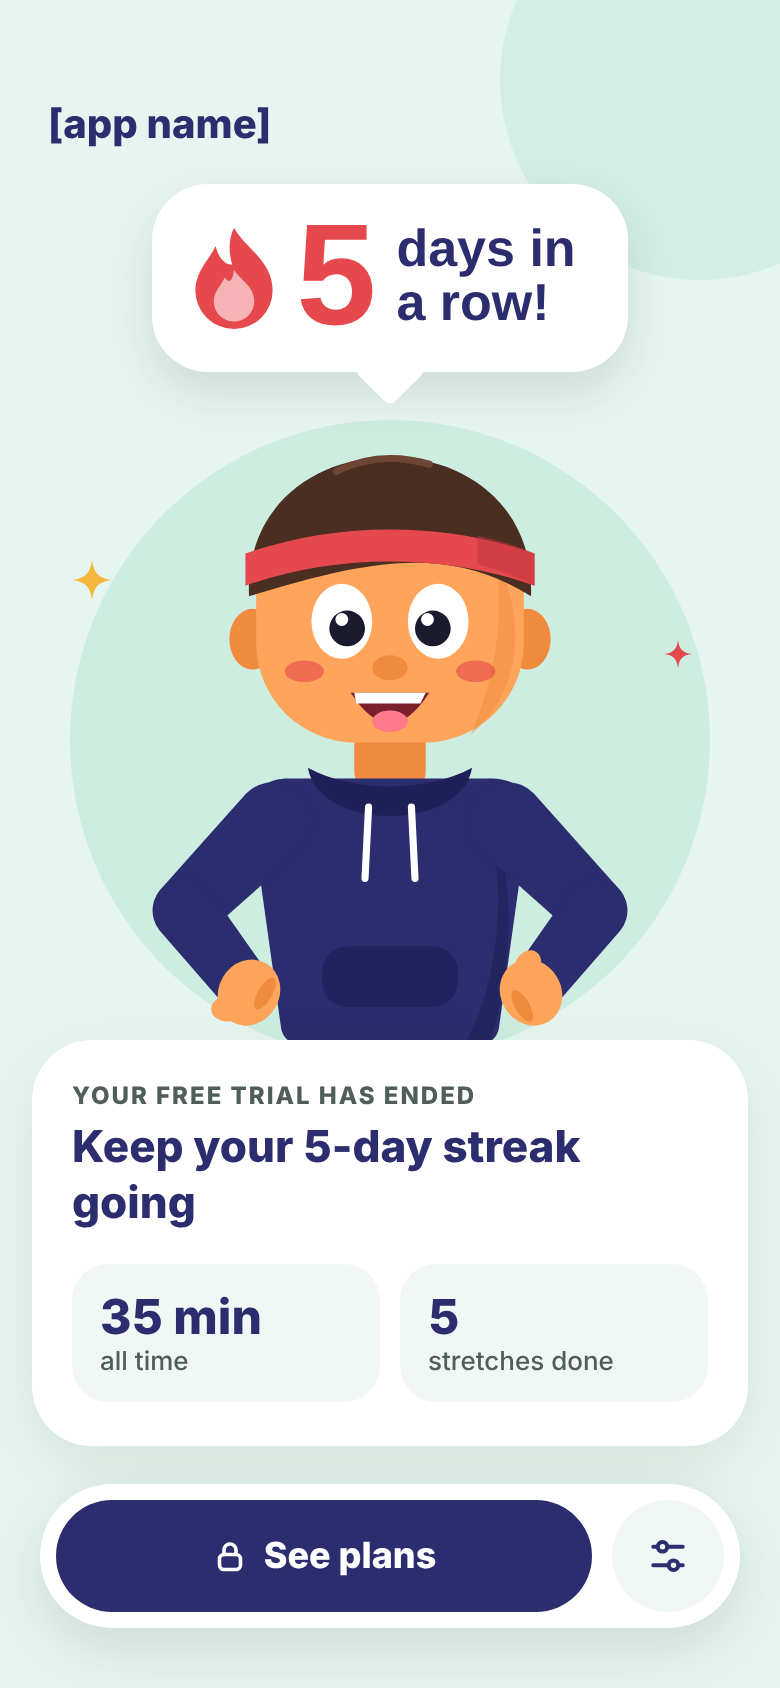 [app name]
5 days in
a row!
YOUR FREE TRIAL HAS ENDED
Keep your 5-day streak
going
35 min
all time
5
stretches done
See plans